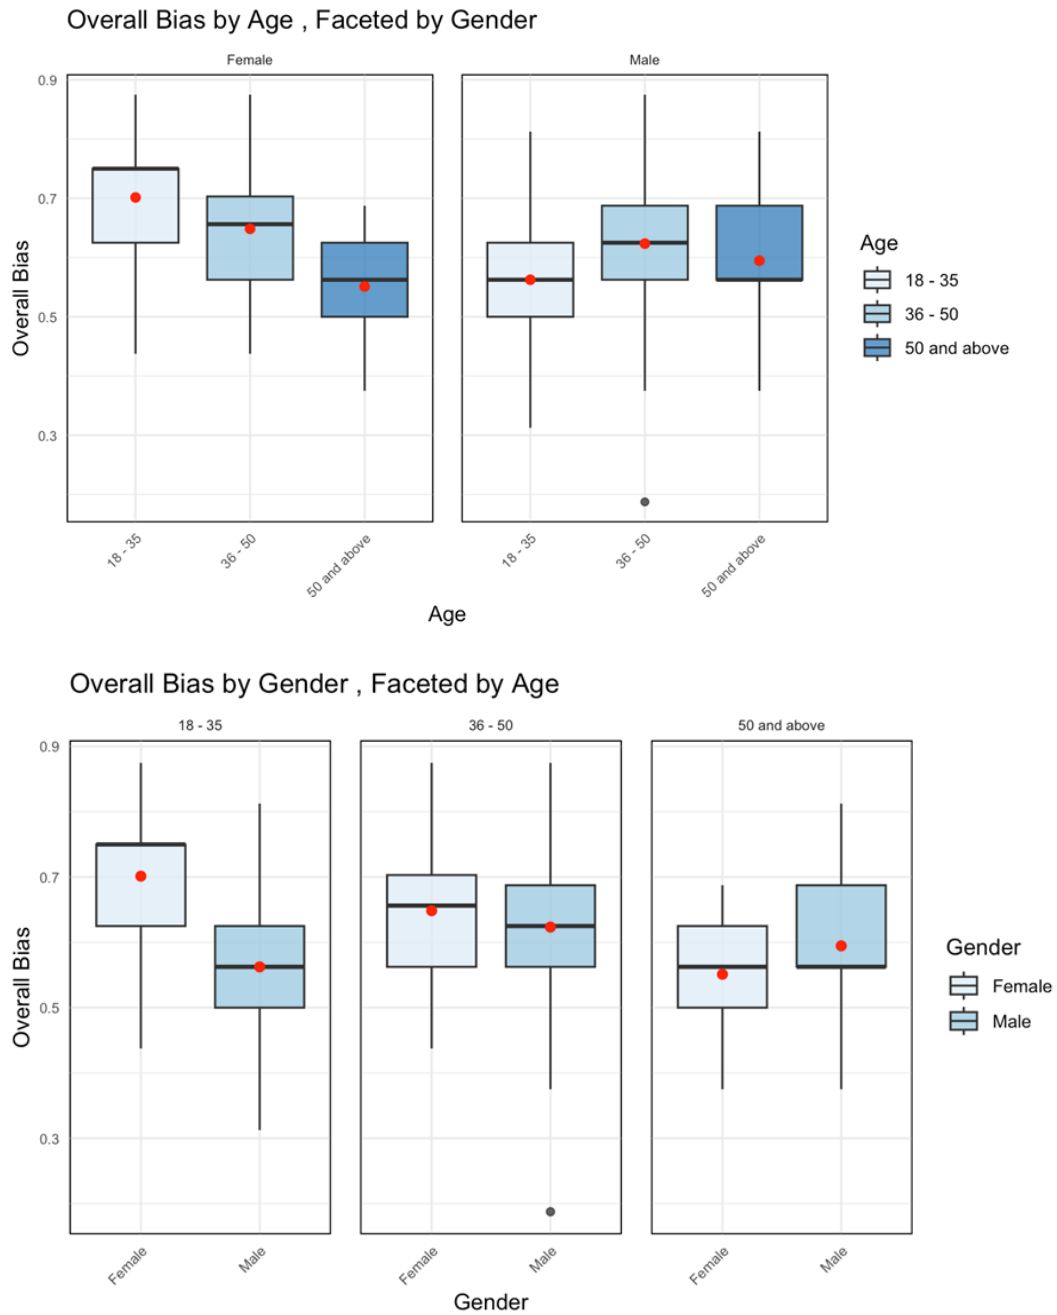 Overall Bias by Age , Faceted by Gender
Female
Male
0.9
0.7
0.5
0.3
Overall Bias
18 - 35
36 - 50
50 and above
18 - 35
36 - 50
50 and above
Age
Age
18 - 35
36 - 50
50 and above
Overall Bias by Gender , Faceted by Age
18 - 35
36 - 50
50 and above
0.9
0.7
0.5
0.3
Overall Bias
Female
Male
Female
Male
Female
Male
Gender
Gender
Female
Male